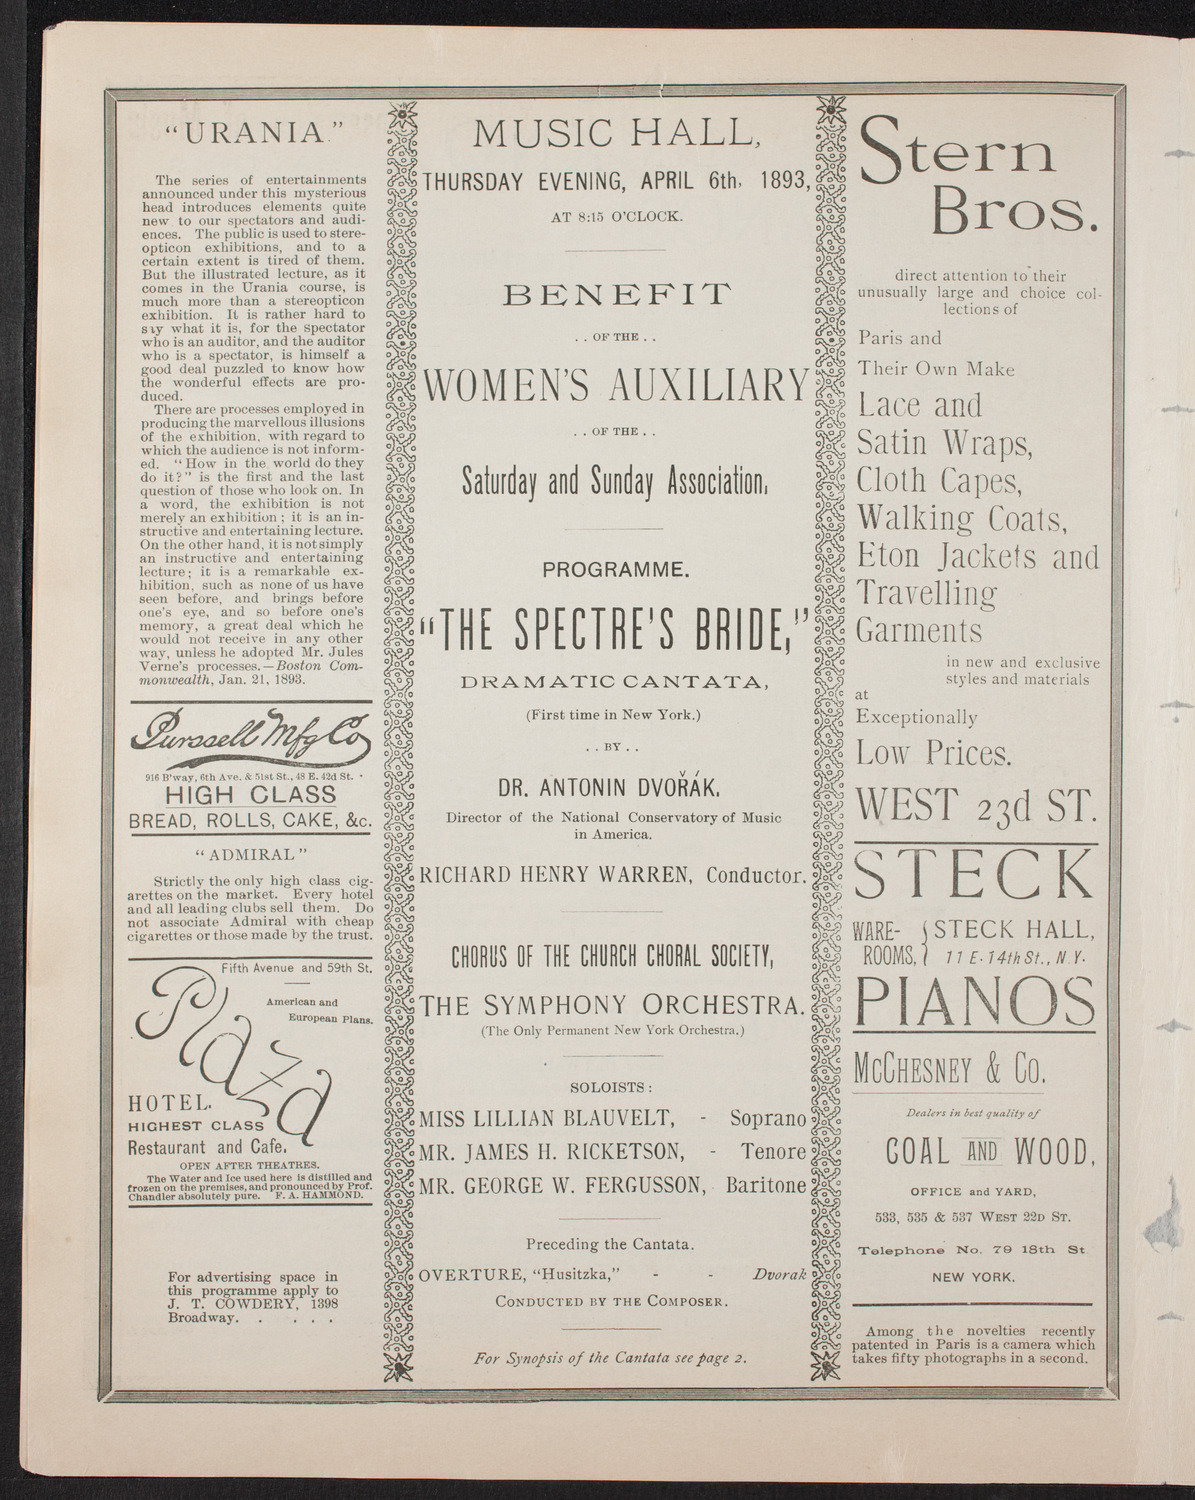 "URANIA."
The series of entertainments
announced under this mysterious
head introduces elements quite
new to our spectators and audi-
ences. The public is used to stere-
opticon exhibitions, and to a
certain extent is tired of them.
But the illustrated lecture, as it
comes in the Urania course, is
much more than a stereopticon
exhibition. It is rather hard to
say what it is, for the spectator
who is an auditor, and the auditor
who is a spectator, is himself a
good deal puzzled to know how
the wonderful effects are pro-
duced.
There are processes employed in
producing the marvellous illusions
of the exhibition, with regard to
which the audience is not inform-
ed. "How in the world do they
do it?" is the first and the last
question of those who look on. In
a word, the exhibition is not
merely an exhibition; it is an in-
structive and entertaining lecture.
On the other hand, it is not simply
an instructive and entertaining
lecture; it is a remarkable ex-
hibition, such as none of us have
seen before, and brings before
one's eye, and so before one's
memory, a great deal which he
would not receive in any other
way, unless he adopted Mr. Jules
Verne's processes.—Boston Com-
monwealth, Jan. 21, 1893.
Purssell Mfg Co
916 B'way, 6th Ave. & 51st St., 48 E. 42d St.
HIGH CLASS
BREAD, ROLLS, CAKE, &c.
"ADMIRAL"
Strictly the only high class cig-
arettes on the market. Every hotel
and all leading clubs sell them. Do
not associate Admiral with cheap
cigarettes or those made by the trust.
Fifth Avenue and 59th St.
American and
European Plans.
Plaza
HOTEL.
HIGHEST CLASS
Restaurant and Cafe.
OPEN AFTER THEATRES.
The Water and Ice used here is distilled and
frozen on the premises, and pronounced by Prof.
Chandler absolutely pure. F. A. HAMMOND.
For advertising space in
this programme apply to
J. T. COWDERY, 1398
Broadway. . . . .
MUSIC HALL,
THURSDAY EVENING, APRIL 6th, 1893,
AT 8:15 O'CLOCK.
BENEFIT
. . OF THE . .
WOMEN'S AUXILIARY
. . OF THE . .
Saturday and Sunday Association.
PROGRAMME.
"THE SPECTRE'S BRIDE,"
DRAMATIC CANTATA,
(First time in New York.)
. . BY . .
DR. ANTONIN DVOŘÁK.
Director of the National Conservatory of Music
in America.
RICHARD HENRY WARREN, Conductor.
CHORUS OF THE CHURCH CHORAL SOCIETY,
THE SYMPHONY ORCHESTRA.
(The Only Permanent New York Orchestra.)
SOLOISTS:
MISS LILLIAN BLAUVELT, - Soprano
MR. JAMES H. RICKETSON, - Tenore
MR. GEORGE W. FERGUSSON, Baritone
Preceding the Cantata.
OVERTURE, "Husitzka," - - Dvorak
CONDUCTED BY THE COMPOSER.
For Synopsis of the Cantata see page 2.
Stern
Bros.
direct attention to their
unusually large and choice col-
lections of
Paris and
Their Own Make
Lace and
Satin Wraps,
Cloth Capes,
Walking Coats,
Eton Jackets and
Travelling
Garments
in new and exclusive
styles and materials
at
Exceptionally
Low Prices.
WEST 23d ST.
STECK
WARE-ROOMS, { STECK HALL,
11 E. 14th St., N.Y.
PIANOS
MCCHESNEY & CO.
Dealers in best quality of
COAL AND WOOD,
OFFICE and YARD,
533, 535 & 537 WEST 22D ST.
Telephone No. 79 18th St
NEW YORK.
Among the novelties recently
patented in Paris is a camera which
takes fifty photographs in a second.